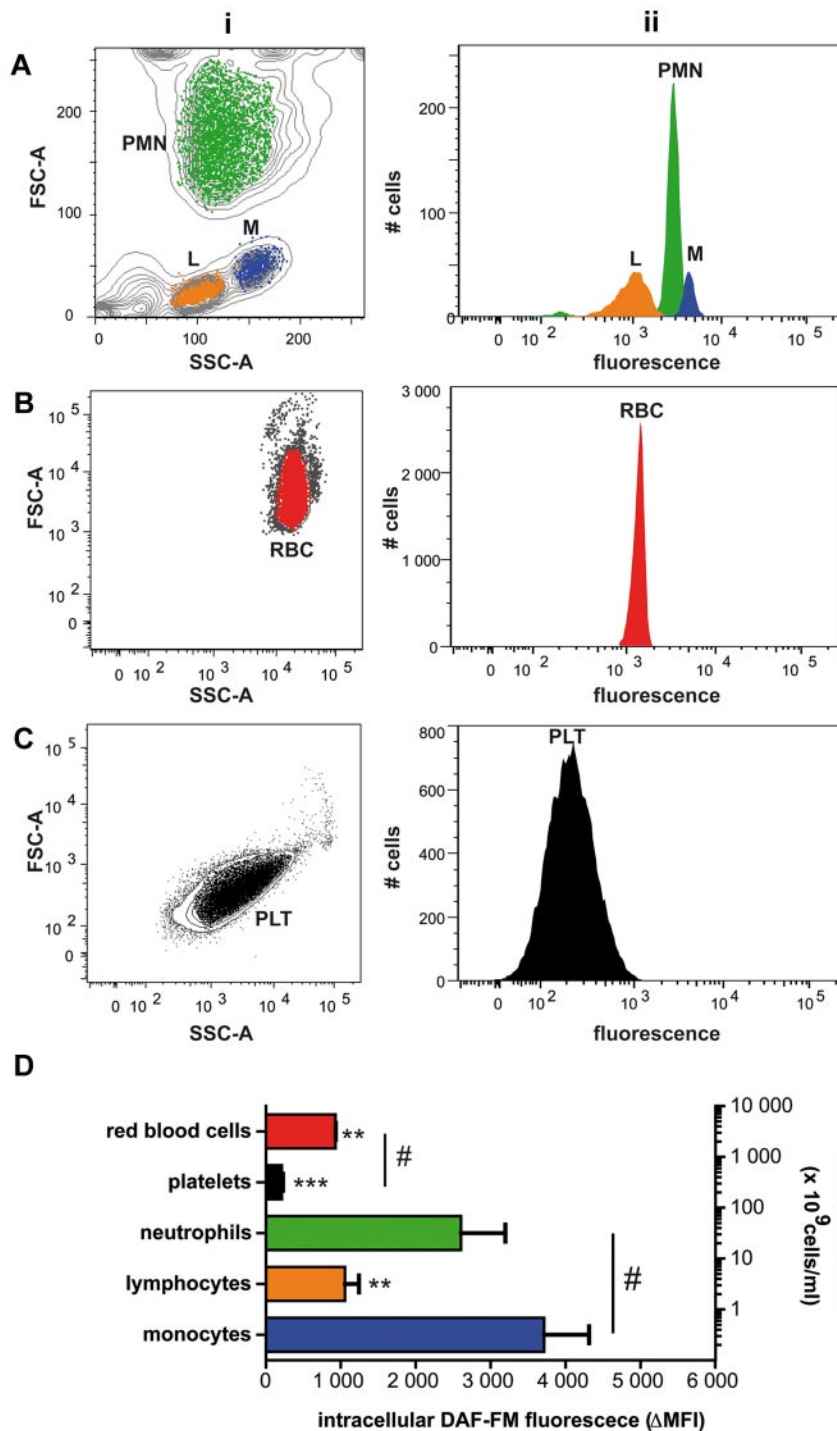 i
ii
A
FSC-A
200
100
0
PMN
M
L
0
100
200
SSC-A
# cells
200
100
0
PMN
L
M
0 10 2 10 3 10 4 10 5
fluorescence
B
FSC-A
10 5
10 4
10 3
10 2
0
RBC
0 10 2 10 3 10 4 10 5
SSC-A
# cells
3 000
2 000
1 000
0
RBC
0 10 2 10 3 10 4 10 5
fluorescence
C
FSC-A
10 5
10 4
10 3
10 2
0
PLT
0 10 2 10 3 10 4 10 5
SSC-A
# cells
800
600
400
200
0
PLT
0 10 2 10 3 10 4 10 5
fluorescence
D
red blood cells
**
#
platelets
***
neutrophils
lymphocytes
**
#
monocytes
0 1 000 2 000 3 000 4 000 5 000 6 000
intracellular DAF-FM fluorescece (ΔMFI)
10 000
1 000
100
10
1
(x 10 9 cells/ml)